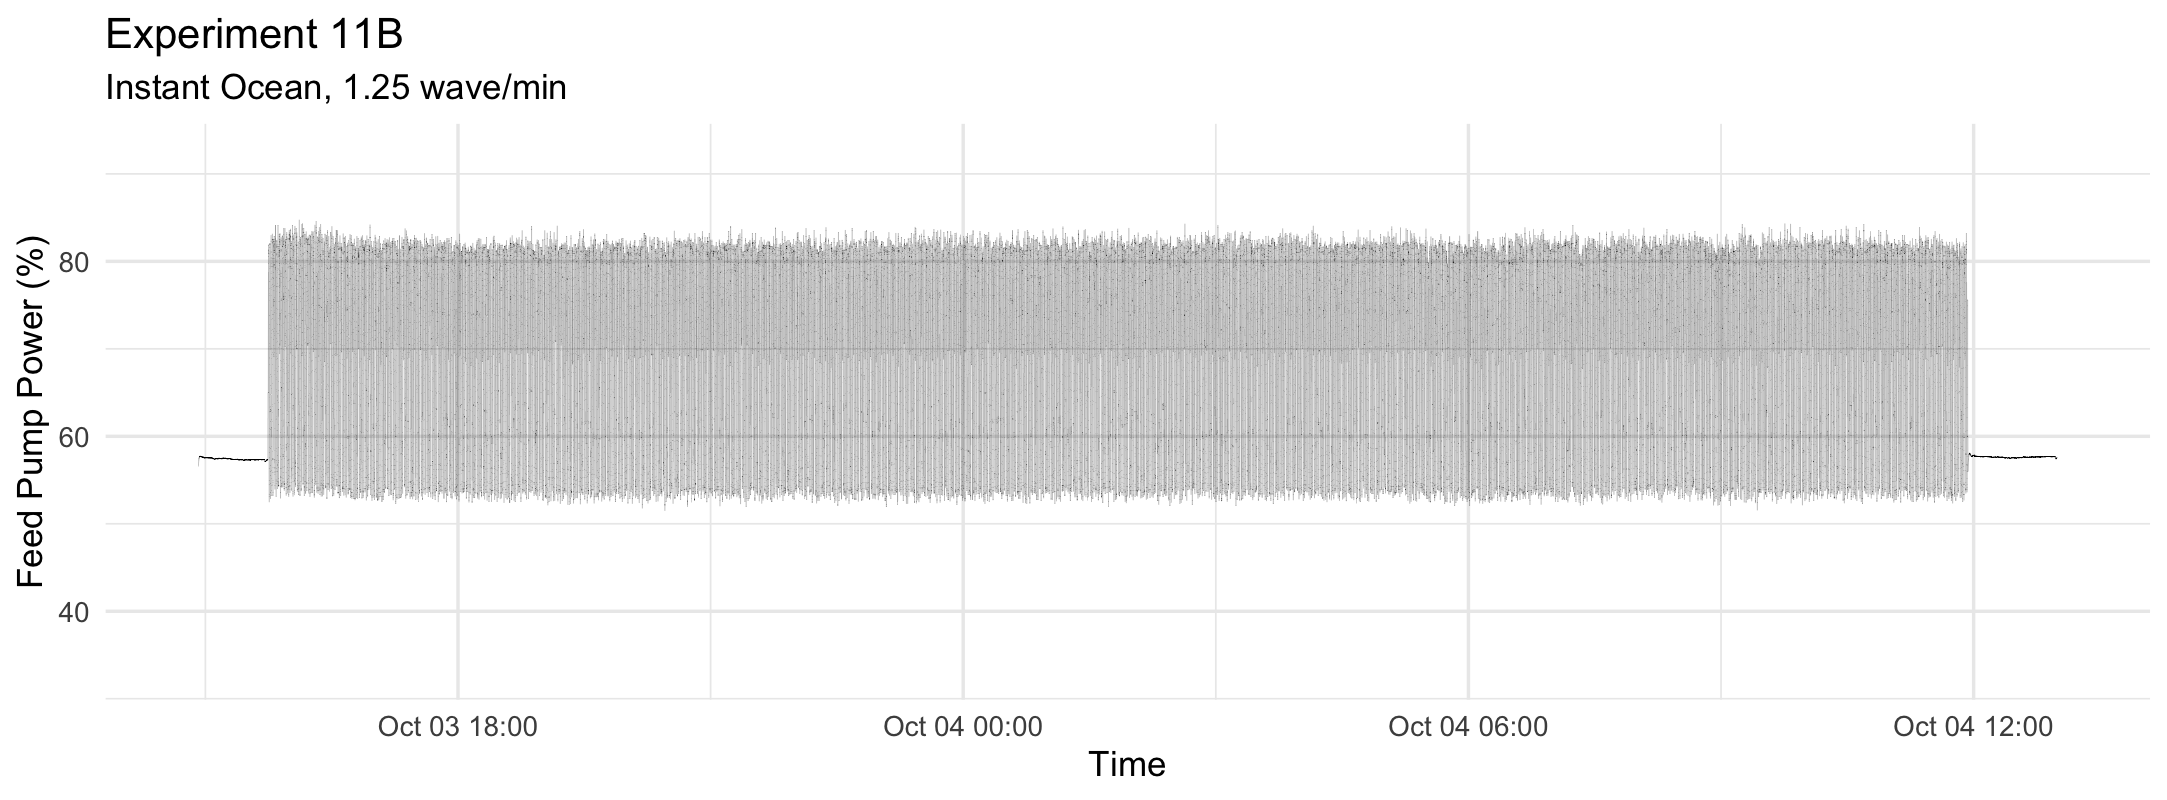 Experiment 11B
Instant Ocean, 1.25 wave/min
Feed Pump Power (%)
80
60
40
Oct 03 18:00
Oct 04 00:00
Oct 04 06:00
Oct 04 12:00
Time